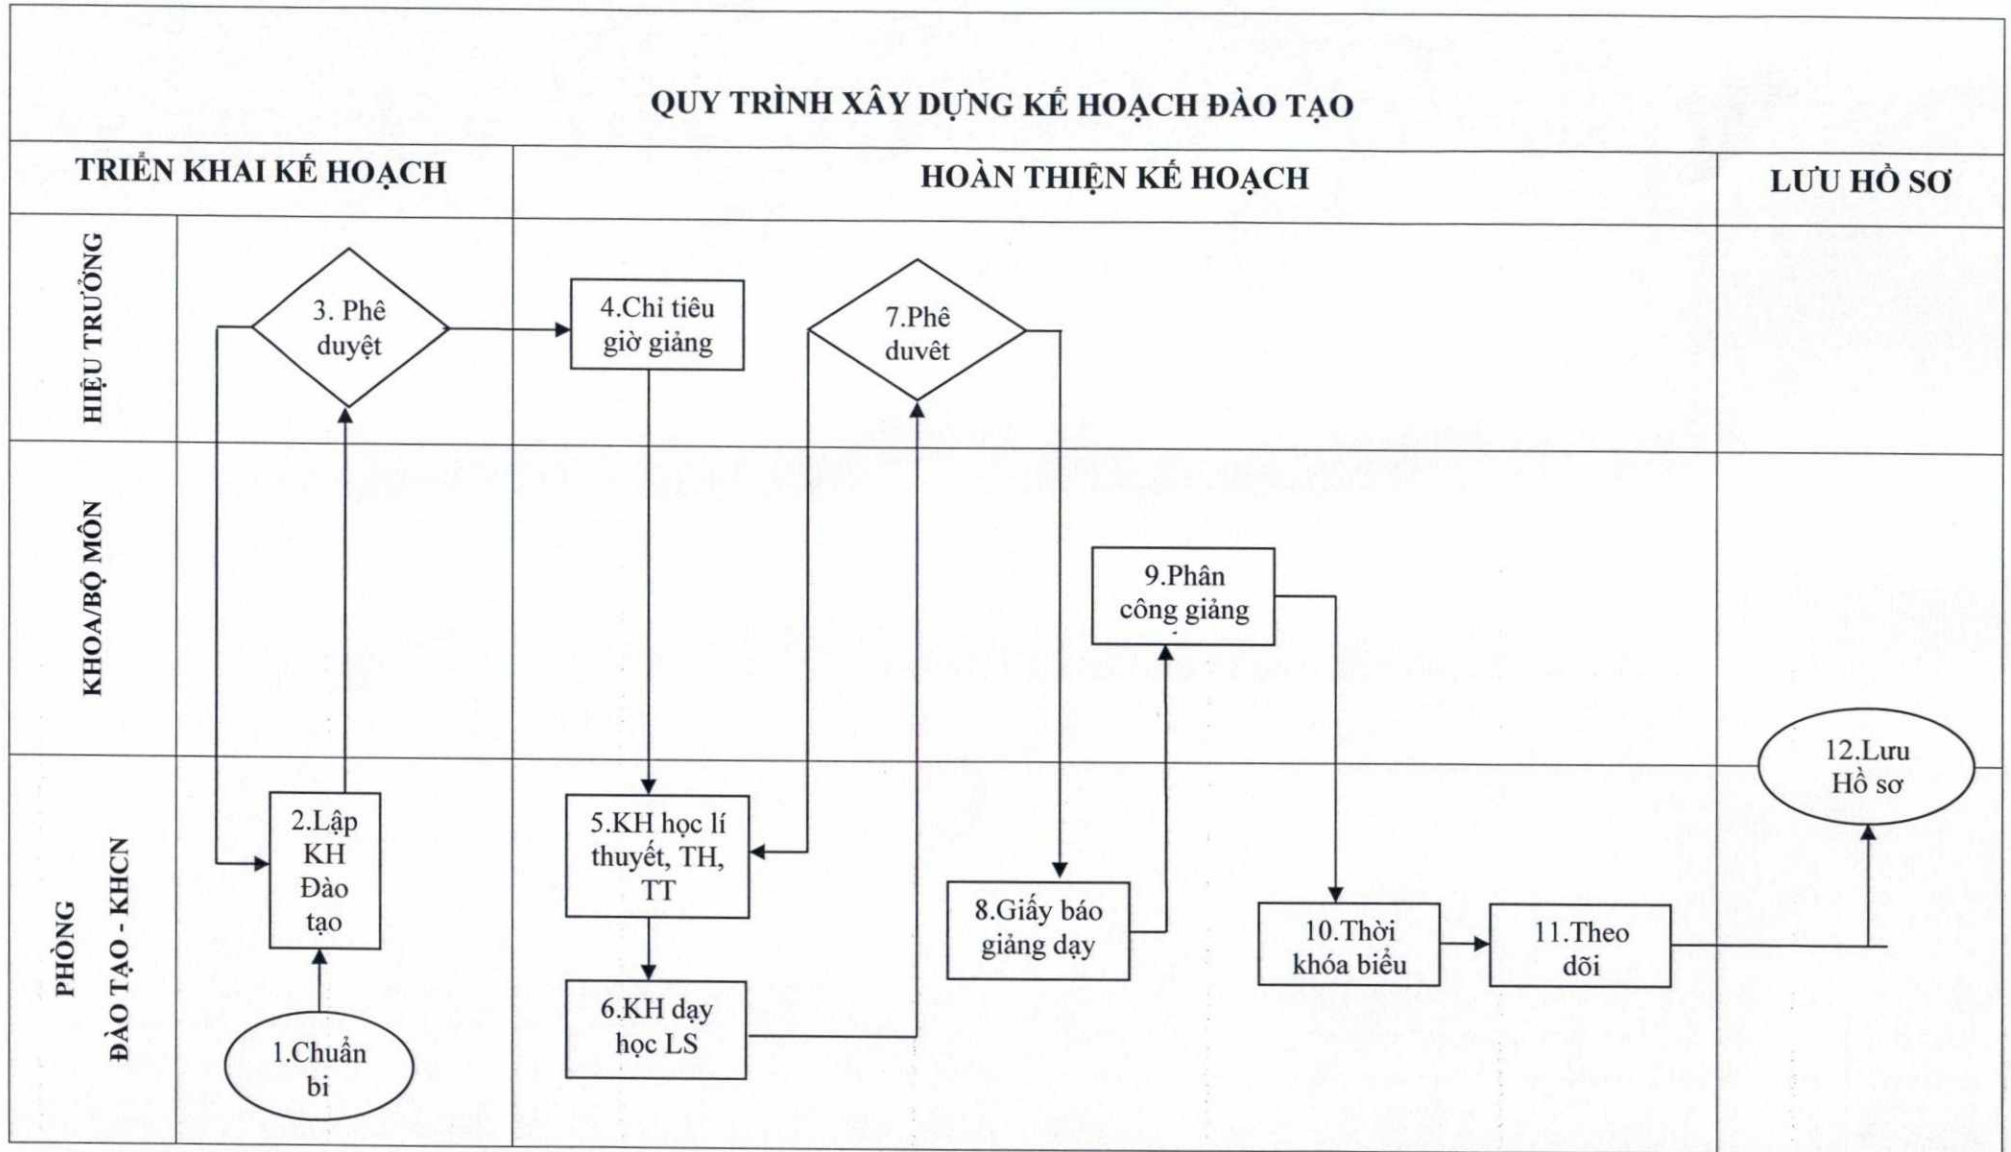 QUY TRÌNH XÂY DỰNG KẾ HOẠCH ĐÀO TẠO
TRIỂN KHAI KẾ HOẠCH
HOÀN THIỆN KẾ HOẠCH
LƯU HỒ SƠ
HIỆU TRƯỞNG
3. Phê
duyệt
4.Chỉ tiêu
giờ giảng
7.Phê
duvêt
KHOA/BỘ MÔN
9.Phân
công giảng
PHÒNG
ĐÀO TẠO - KHCN
2.Lập
KH
Đào
tạo
1.Chuẩn
bi
5.KH học lí
thuyết, TH,
TT
6.KH dạy
học LS
8.Giấy báo
giảng dạy
10.Thời
khóa biểu
11.Theo
dõi
12.Lưu
Hồ sơ